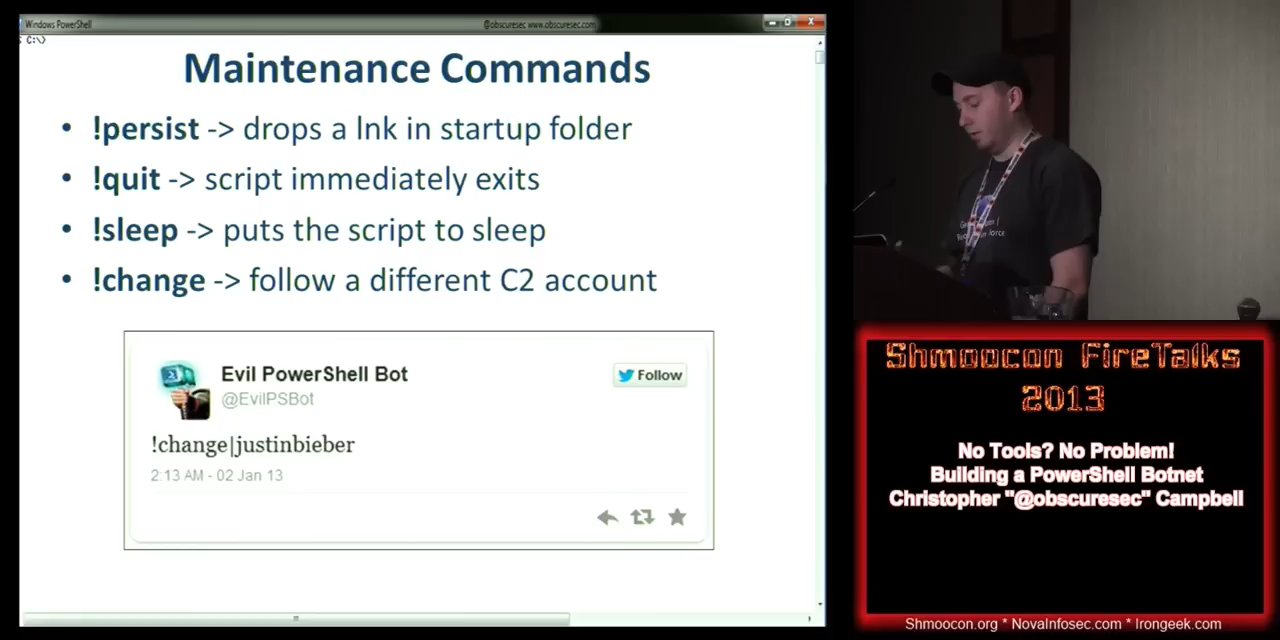 Windows PowerShell
@obscuresec www.obscuresec.com
C:\>
Maintenance Commands
• !persist -> drops a lnk in startup folder
• !quit -> script immediately exits
• !sleep -> puts the script to sleep
• !change -> follow a different C2 account
Evil PowerShell Bot
@EvilPSBot
Follow
!change|justinbieber
2:13 AM - 02 Jan 13
Shmoocon FireTalks
2013
No Tools? No Problem!
Building a PowerShell Botnet
Christopher "@obscuresec" Campbell
Shmoocon.org * NovaInfosec.com * Irongeek.com